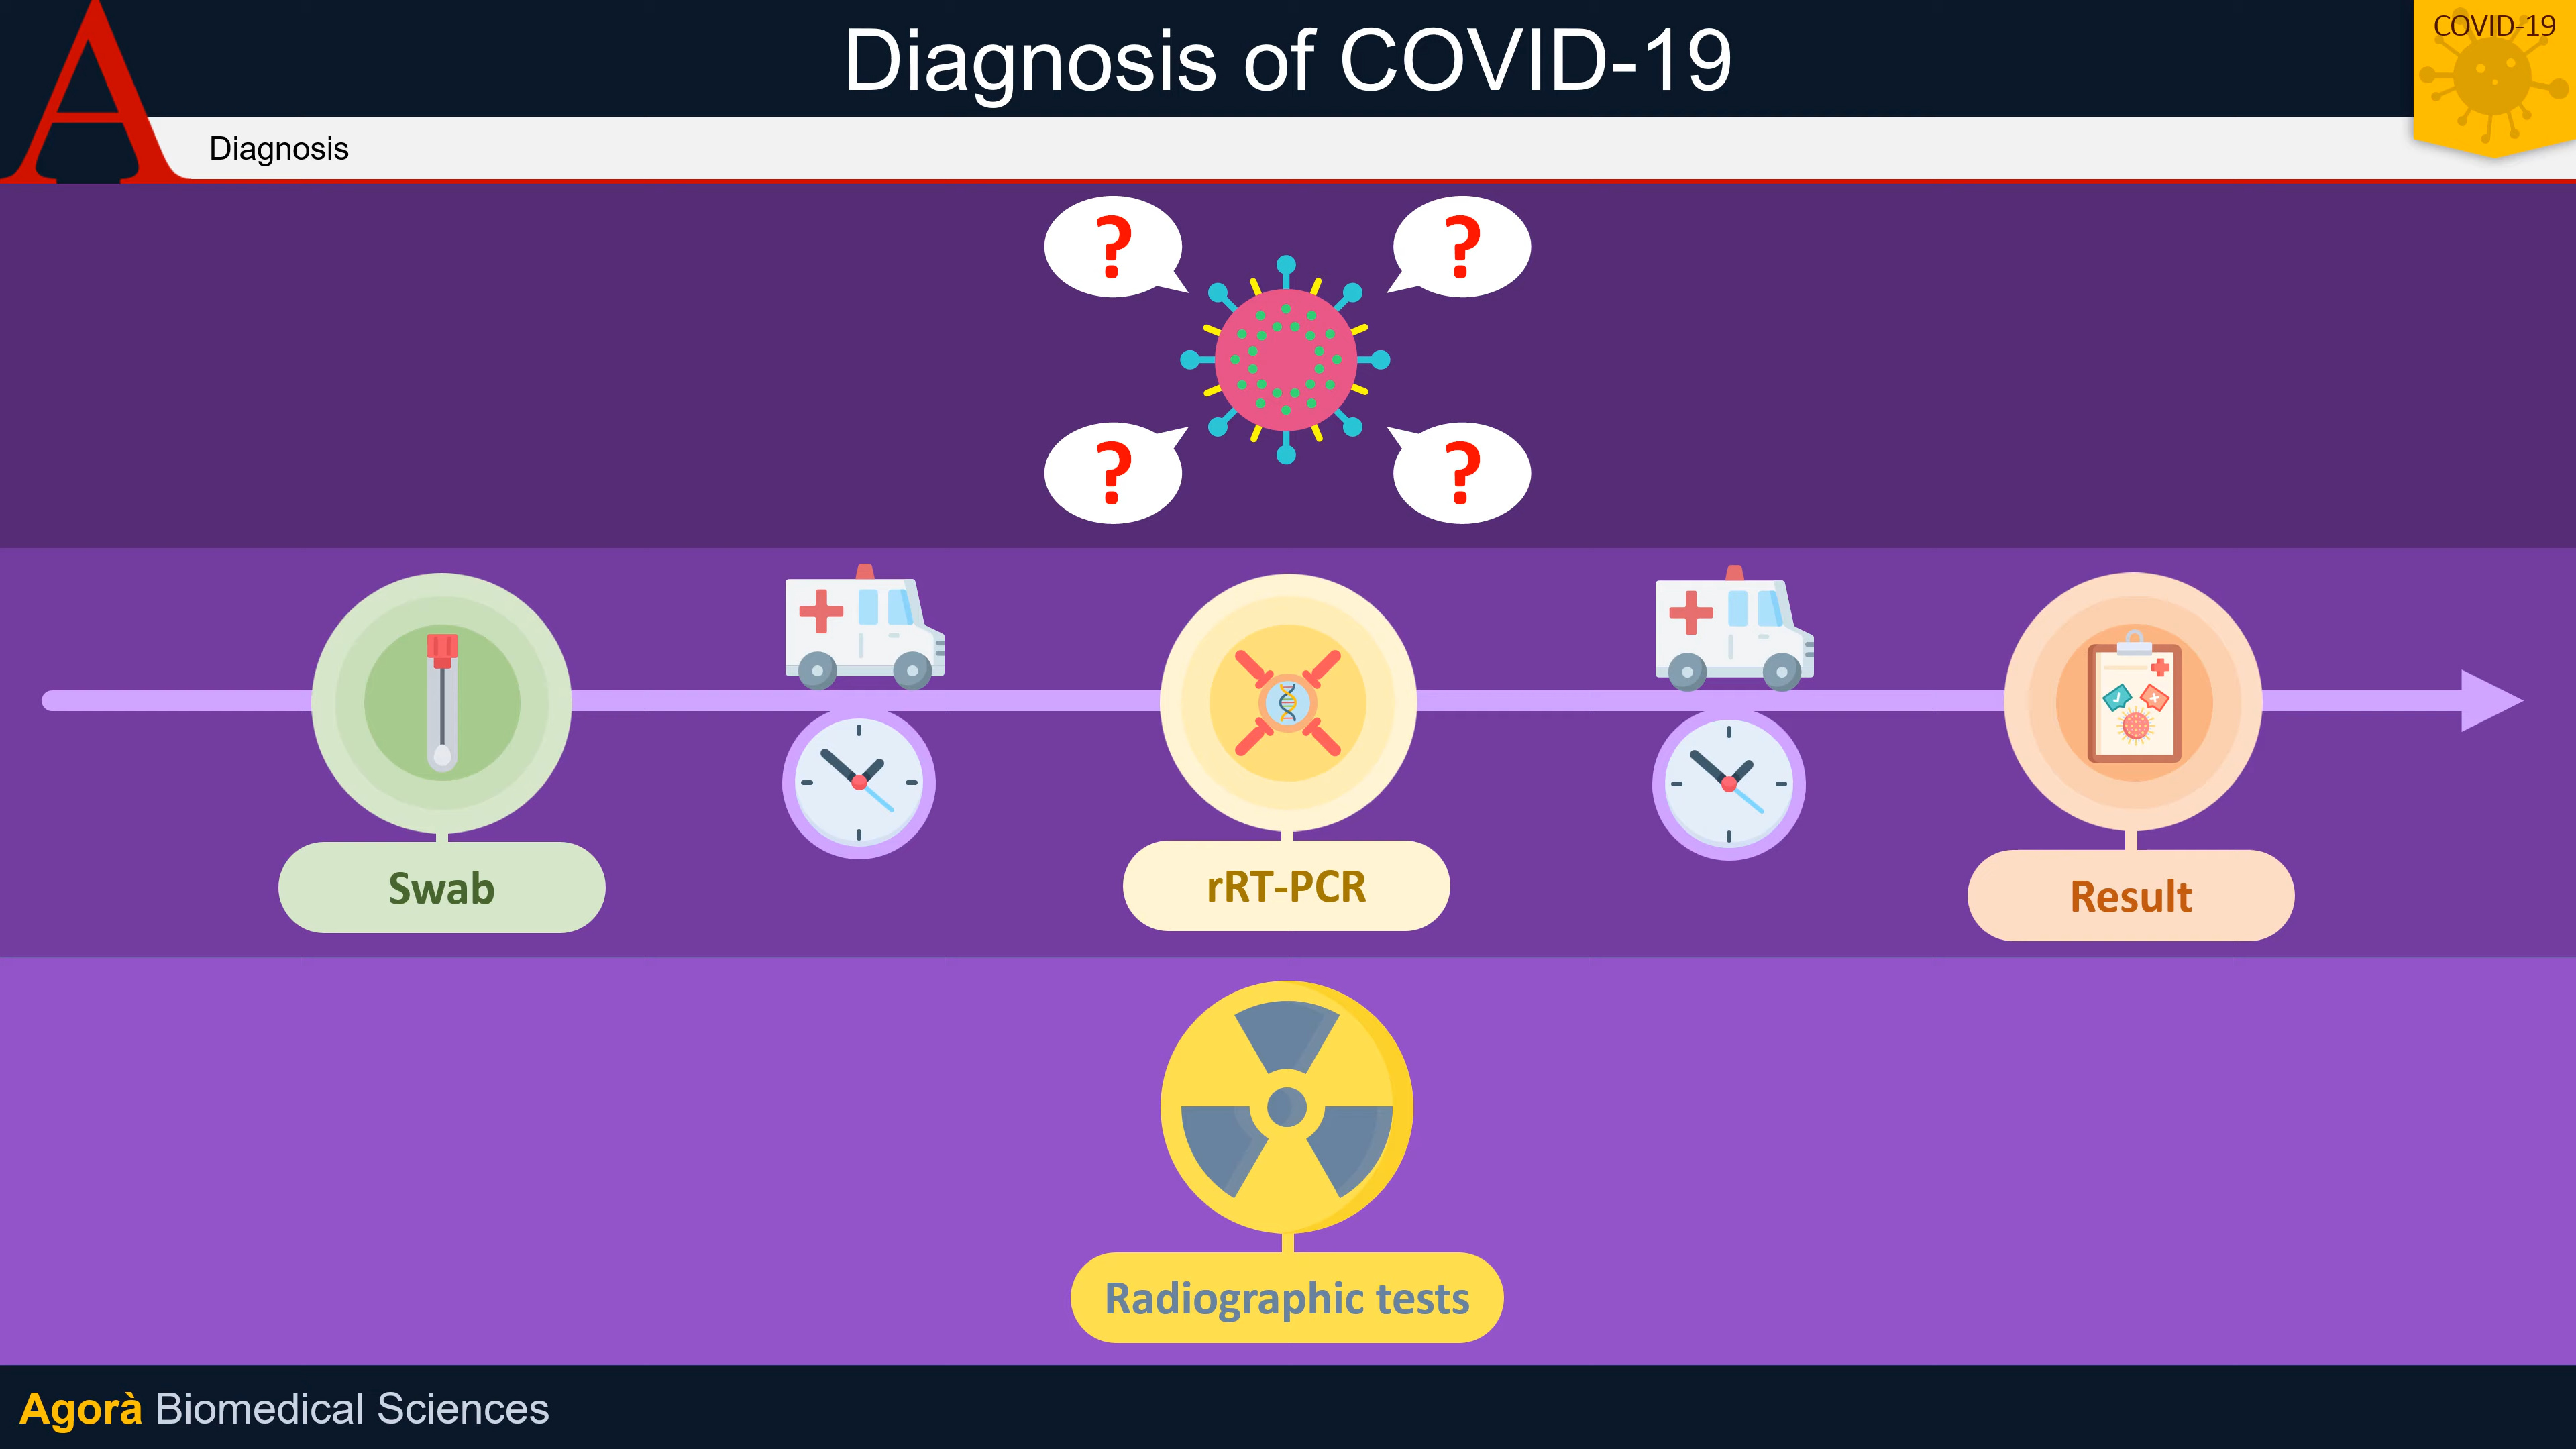 Diagnosis of COVID-19
COVID-19
Diagnosis
?
?
?
?
Swab
rRT-PCR
Result
Radiographic tests
Agorà Biomedical Sciences